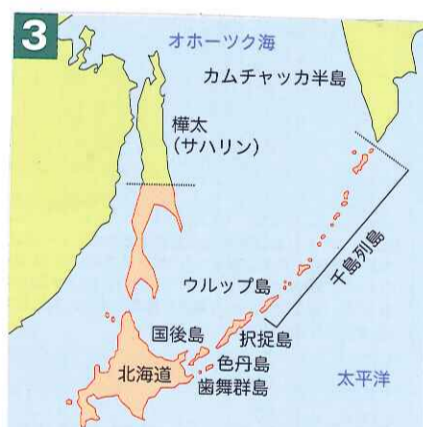 3
オホーツク海
カムチャッカ半島
樺太
(サハリン)
千島列島
ウルップ島
国後島
択捉島
色丹島
北海道
歯舞群島
太平洋